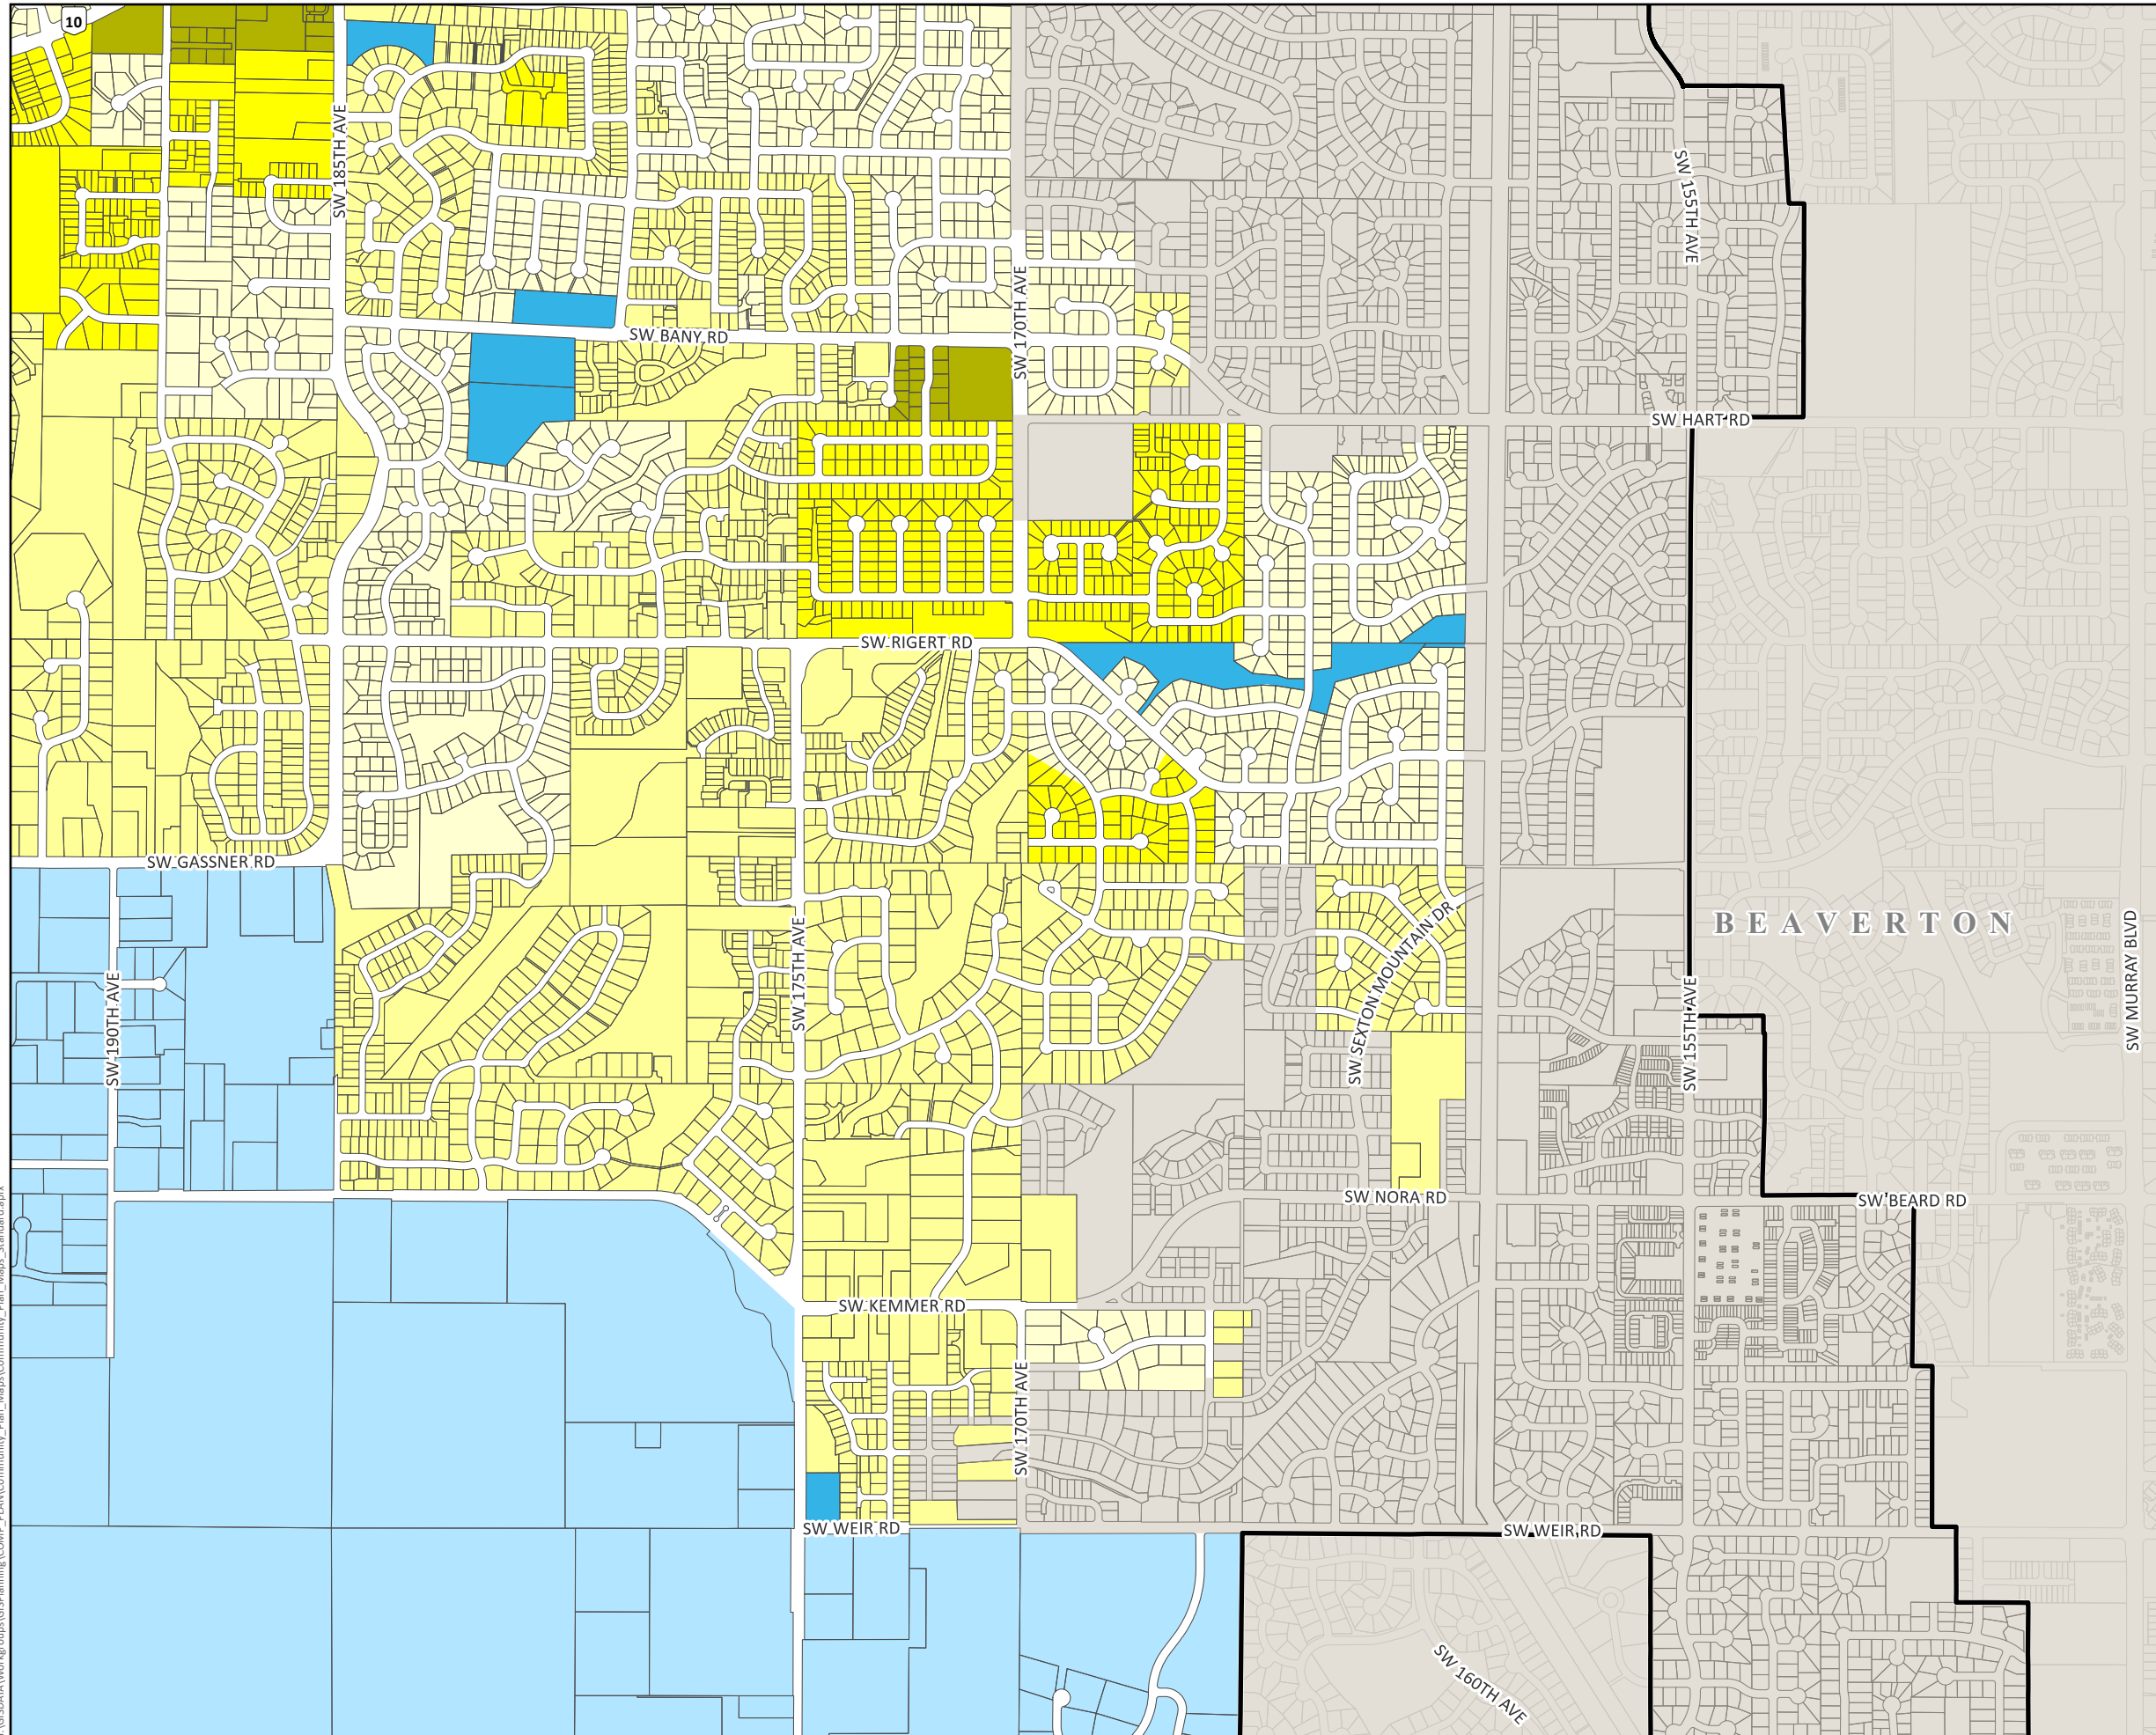 10
SW 185TH AVE
SW 155TH AVE
SW 170TH AVE
SW BANY RD
SW HART RD
SW RIGERT RD
SW GASSNER RD
SW SEXTON MOUNTAIN DR
BEAVERTON
SW MURRAY BLVD
SW 190TH AVE
SW 175TH AVE
SW 155TH AVE
SW NORA RD
SW BEARD RD
SW KEMMER RD
SW 170TH AVE
SW WEIR RD
SW WEIR RD
SW 160TH AVE